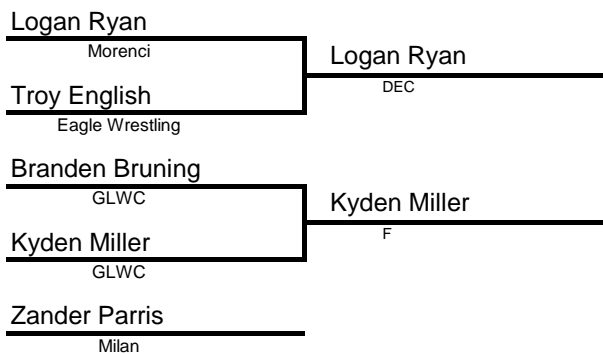 Logan Ryan
Morenci
Troy English
Eagle Wrestling
Logan Ryan
DEC
Branden Bruning
GLWC
Kyden Miller
GLWC
Kyden Miller
F
Zander Parris
Milan